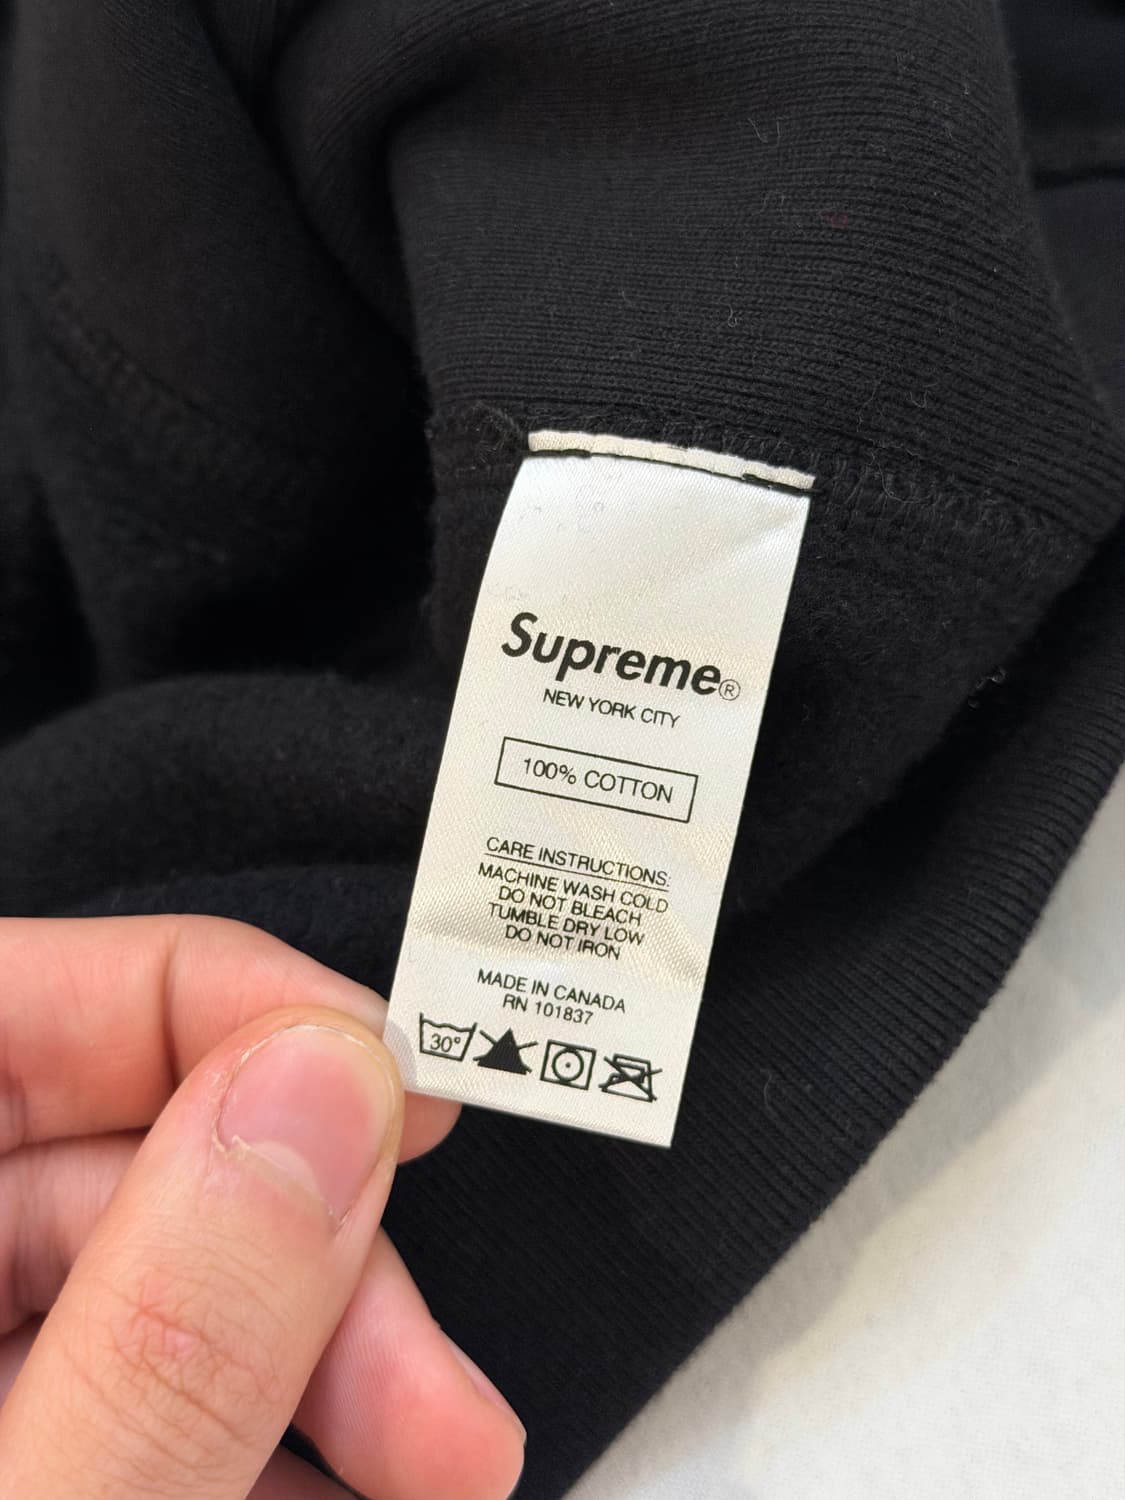 Supreme®
NEW YORK CITY
100% COTTON
CARE INSTRUCTIONS:
MACHINE WASH COLD
DO NOT BLEACH
TUMBLE DRY LOW
DO NOT IRON
MADE IN CANADA
RN 101837
30°